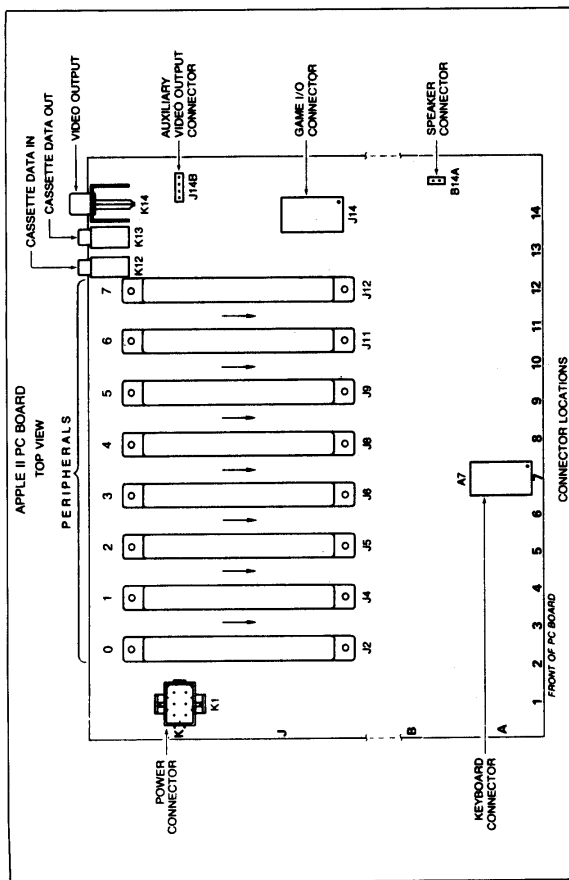 APPLE II PC BOARD
TOP VIEW
PERIPHERALS
0 1 2 3 4 5 6 7
CASSETTE DATA IN
CASSETTE DATA OUT
VIDEO OUTPUT
POWER
CONNECTOR
K
K1
K12
K13
K14
AUXILIARY
VIDEO OUTPUT
CONNECTOR
J14B
J
J2 J4 J5 J6 J8 J9 J11 J12
J14
GAME I/O
CONNECTOR
B
B14A
SPEAKER
CONNECTOR
A
A7
KEYBOARD
CONNECTOR
1 2 3 4 5 6 7 8 9 10 11 12 13 14
FRONT OF PC BOARD
CONNECTOR LOCATIONS